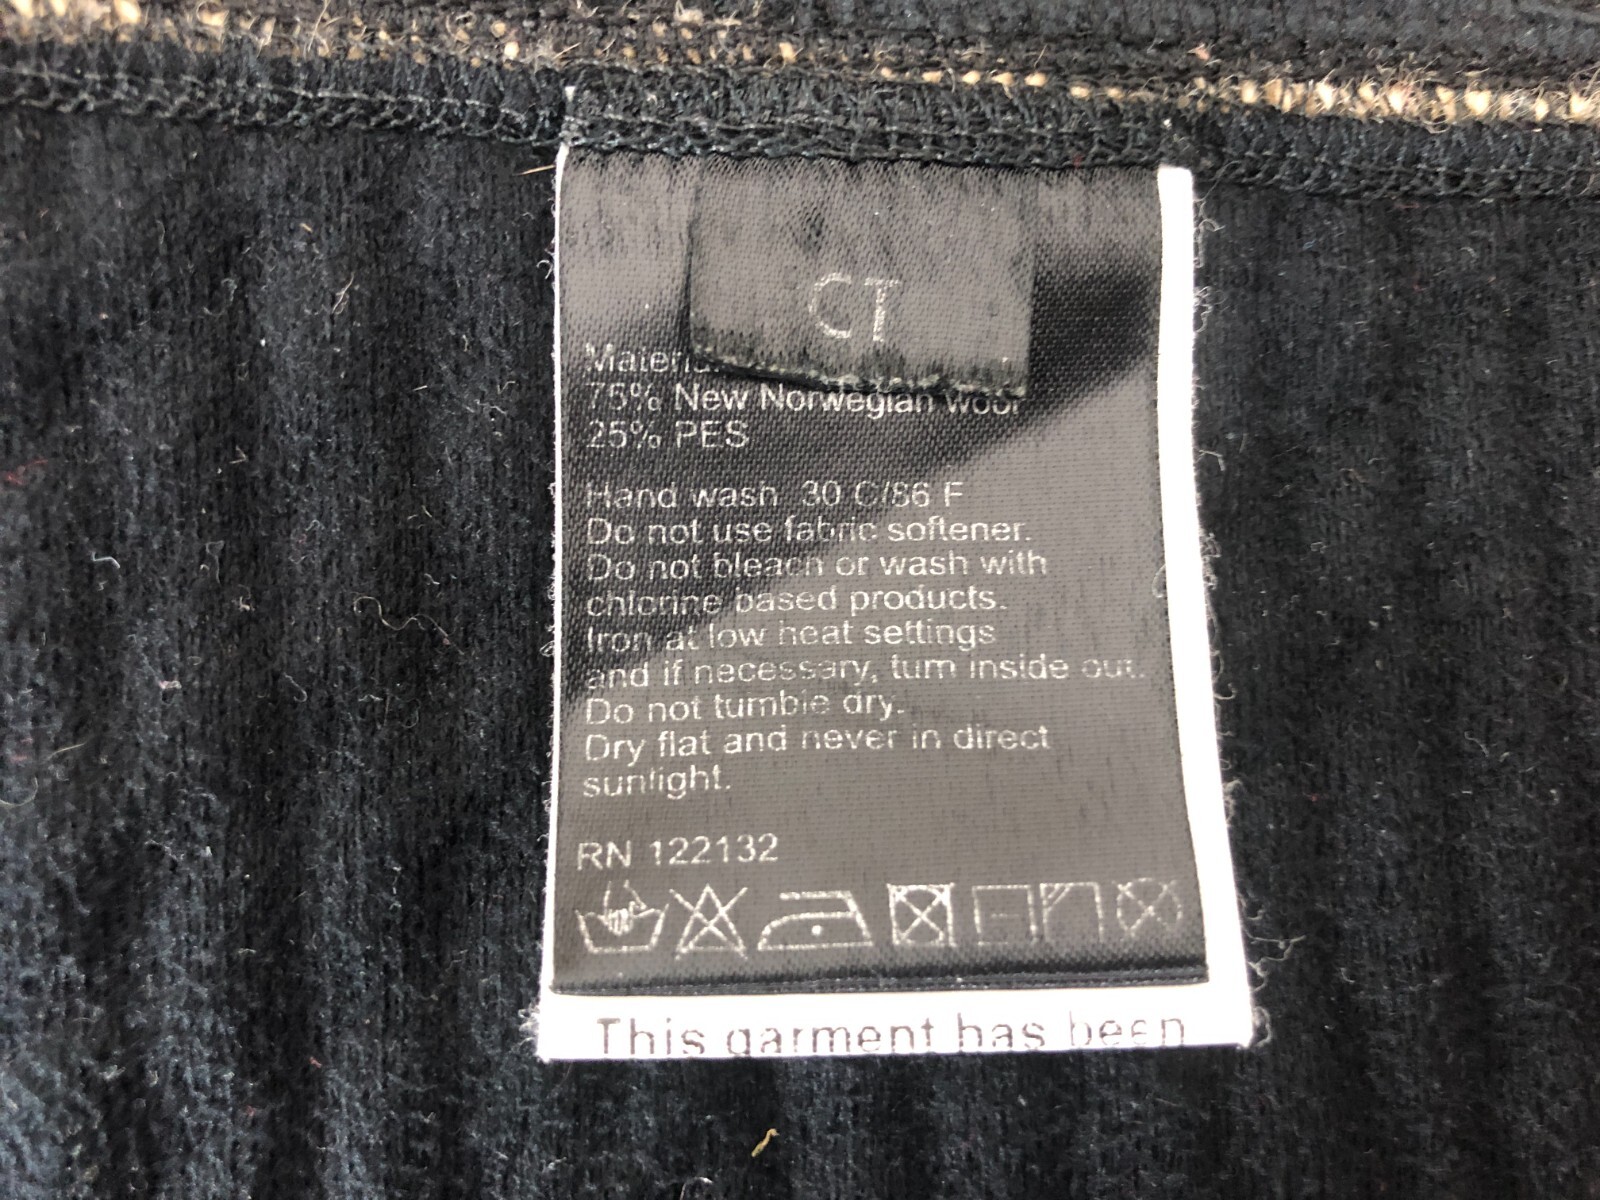 CT
Materi
75% New Norwegian wool
25% PES
Hand wash 30 C/86 F
Do not use fabric softener.
Do not bleach or wash with
chlorine based products.
Iron at low heat settings
and if necessary, turn inside out.
Do not tumble dry.
Dry flat and never in direct
sunlight.
RN 122132
This garment has been